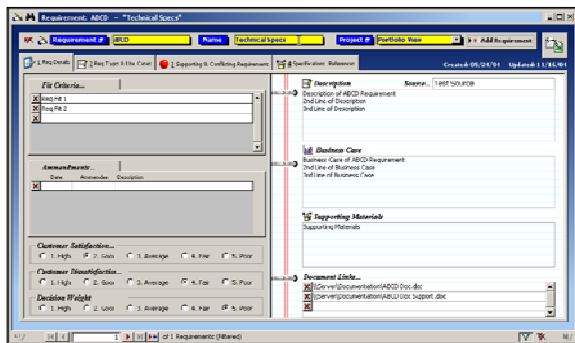 Requirement: ABCD - "Technical Specs"
Requirement # ABCD Name Technical Specs Project # Portfolio View Add Requirement
1 Req Details 2 Req Type & Use Cases 3 Supporting & Conflicting Requirements 4 Specification References Created: 05/24/04 Updated: 11/16/04
Fit Criteria...
Req Fit 1
Req Fit 2
Description Source... Test Source
Description of ABCD Requirement
2nd Line of Description
3rd Line of Description
Business Case
Business Case of ABCD Requirement
2nd Line of Business Case
3rd Line of Business Case
Ammendments...
Date Ammender Description
Supporting Materials
Supporting Materials
Customer Satisfaction...
1. High 2. Good 3. Average 4. Fair 5. Poor
Customer Dissatisfaction...
1. High 2. Good 3. Average 4. Fair 5. Poor
Decision Weight
1. High 2. Good 3. Average 4. Fair 5. Poor
Document Links...
\\Server\Documentation\ABCD Doc.doc
\\Server\Documentation\ABCD Doc Support .doc
1 of 1 Requirements (Filtered)